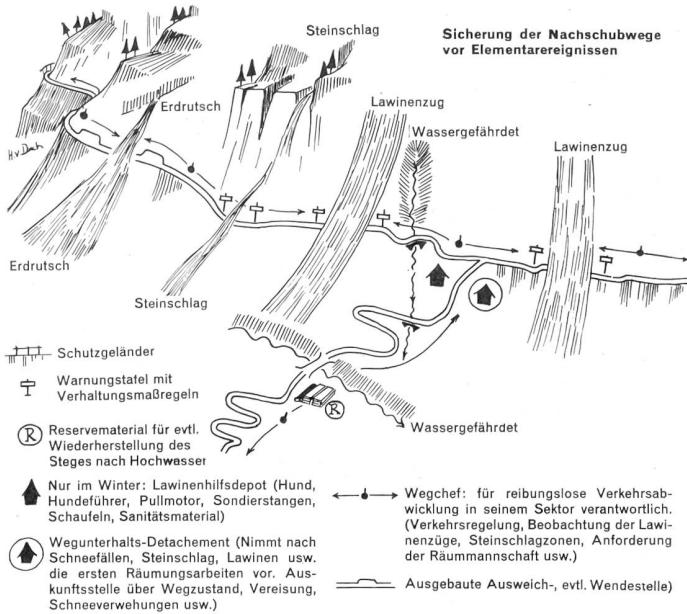 Sicherung der Nachschubwege
vor Elementarereignissen
Steinschlag
Erdrutsch
Lawinenzug
Wassergefährdet
Lawinenzug
H.v.Dach
Erdrutsch
Steinschlag
Wassergefährdet
Schutzgeländer
Warnungstafel mit
Verhaltungsmaßregeln
R
R Reservematerial für evtl.
Wiederherstellung des
Steges nach Hochwasser
Nur im Winter: Lawinenhilfsdepot (Hund,
Hundeführer, Pullmotor, Sondierstangen,
Schaufeln, Sanitätsmaterial)
Wegunterhalts-Detachement (Nimmt nach
Schneefällen, Steinschlag, Lawinen usw.
die ersten Räumungsarbeiten vor. Aus-
kunftsstelle über Wegzustand, Vereisung,
Schneeverwehungen usw.)
Wegchef: für reibungslose Verkehrsab-
wicklung in seinem Sektor verantwortlich.
(Verkehrsregelung, Beobachtung der Lawi-
nenzüge, Steinschlagzonen, Anforderung
der Räummannschaft usw.)
Ausgebaute Ausweich-, evtl. Wendestelle)